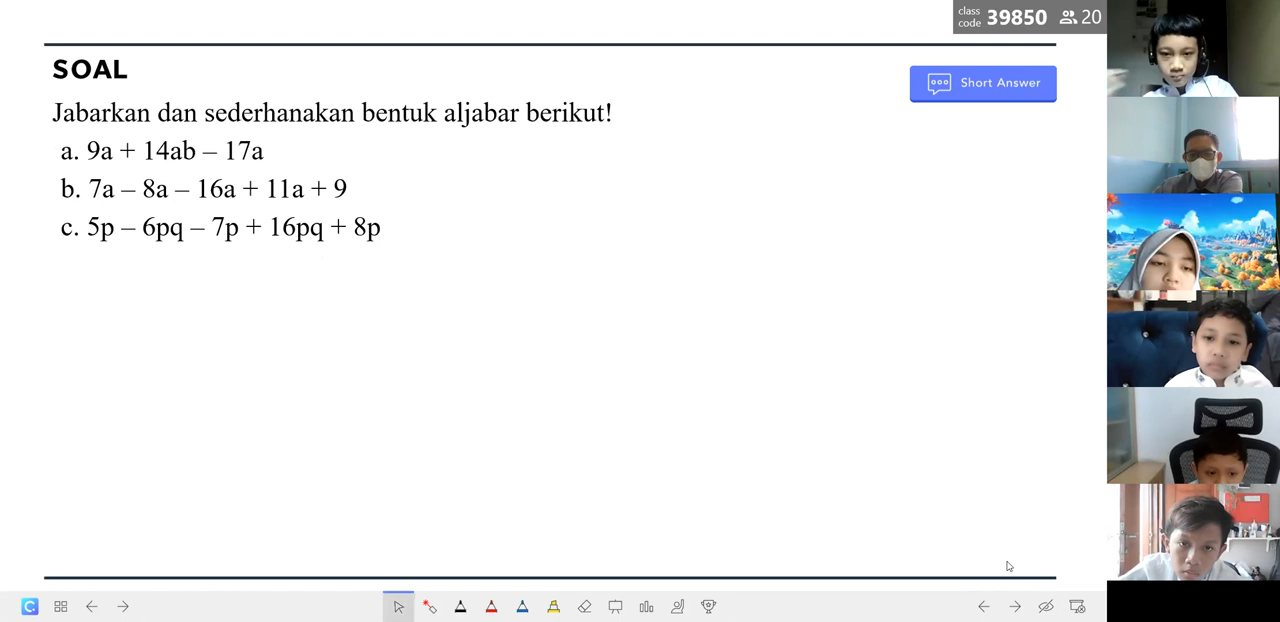 class code 39850 20
SOAL
Short Answer
Jabarkan dan sederhanakan bentuk aljabar berikut!
a. 9a + 14ab – 17a
b. 7a – 8a – 16a + 11a + 9
c. 5p – 6pq – 7p + 16pq + 8p